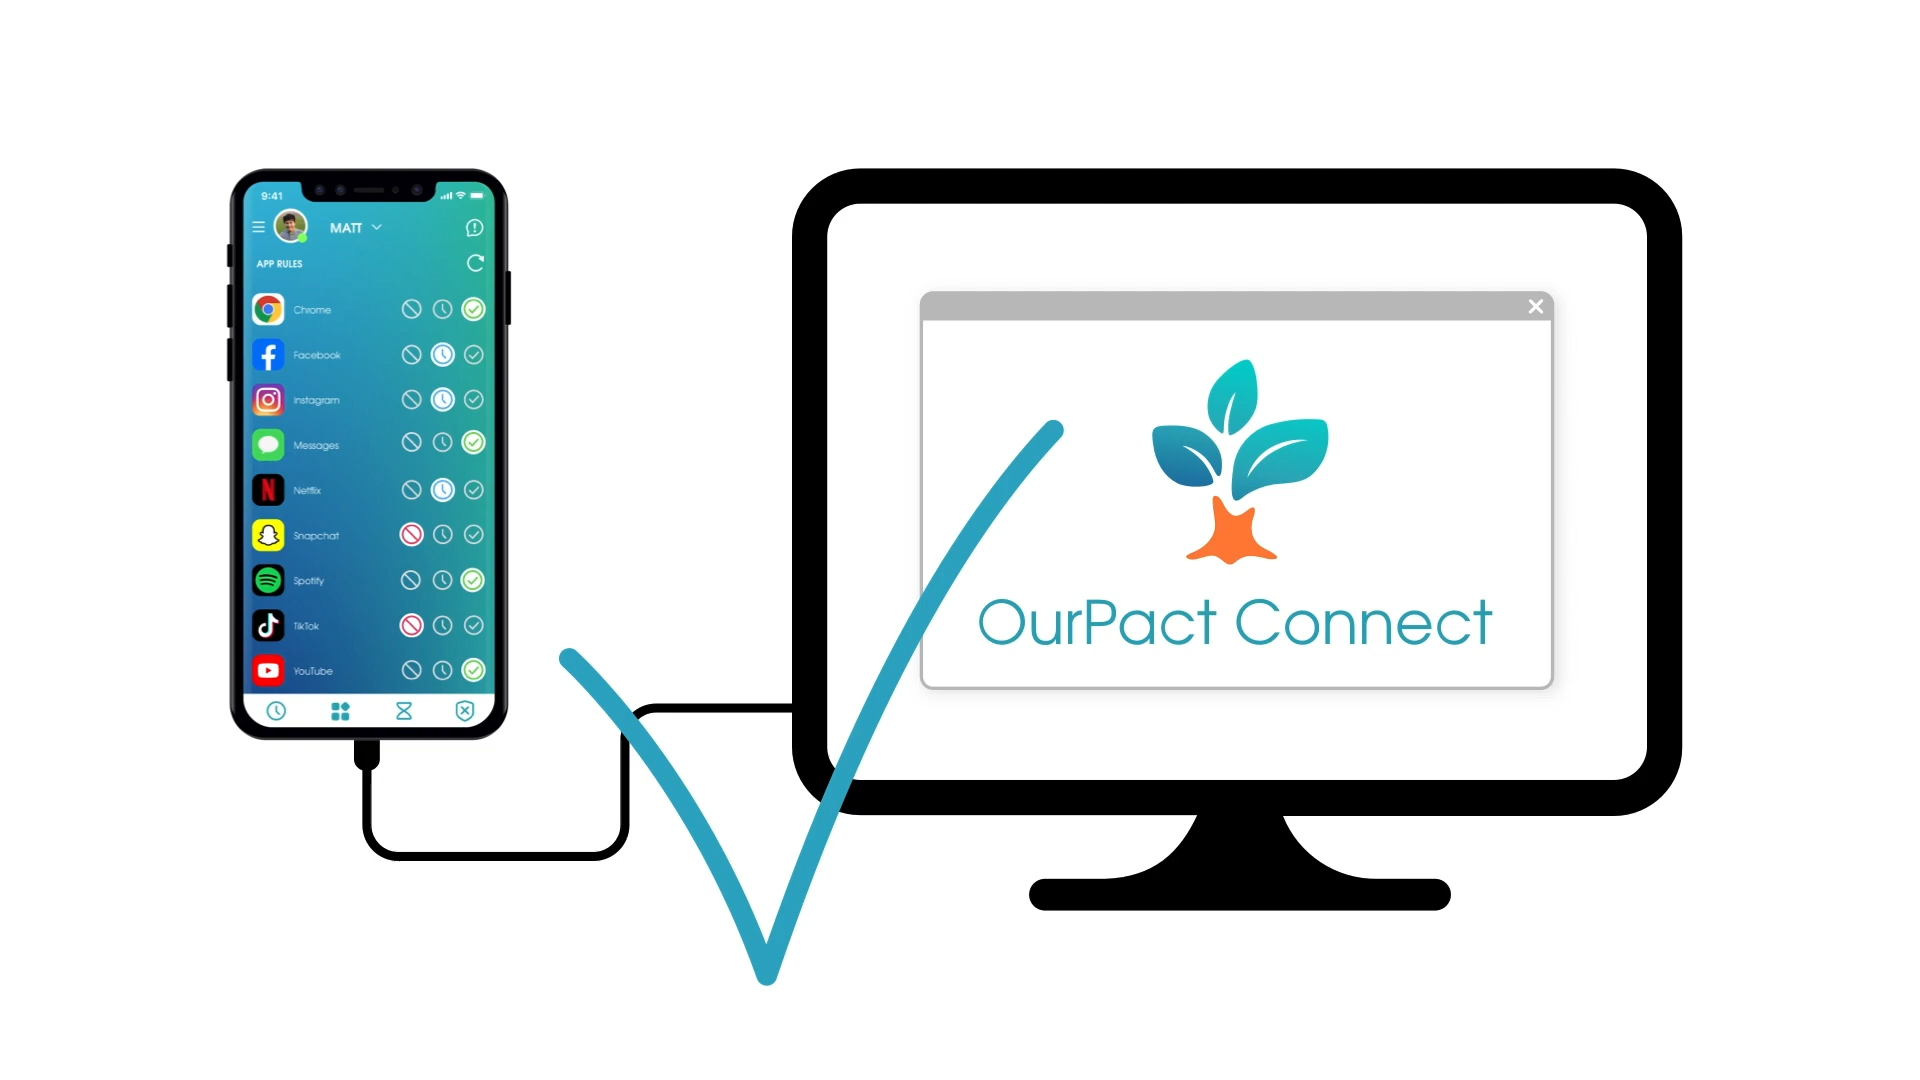 9:41
MATT
APP RULES
Chrome
Facebook
Instagram
Messages
Netflix
Snapchat
Spotify
TikTok
YouTube
OurPact Connect